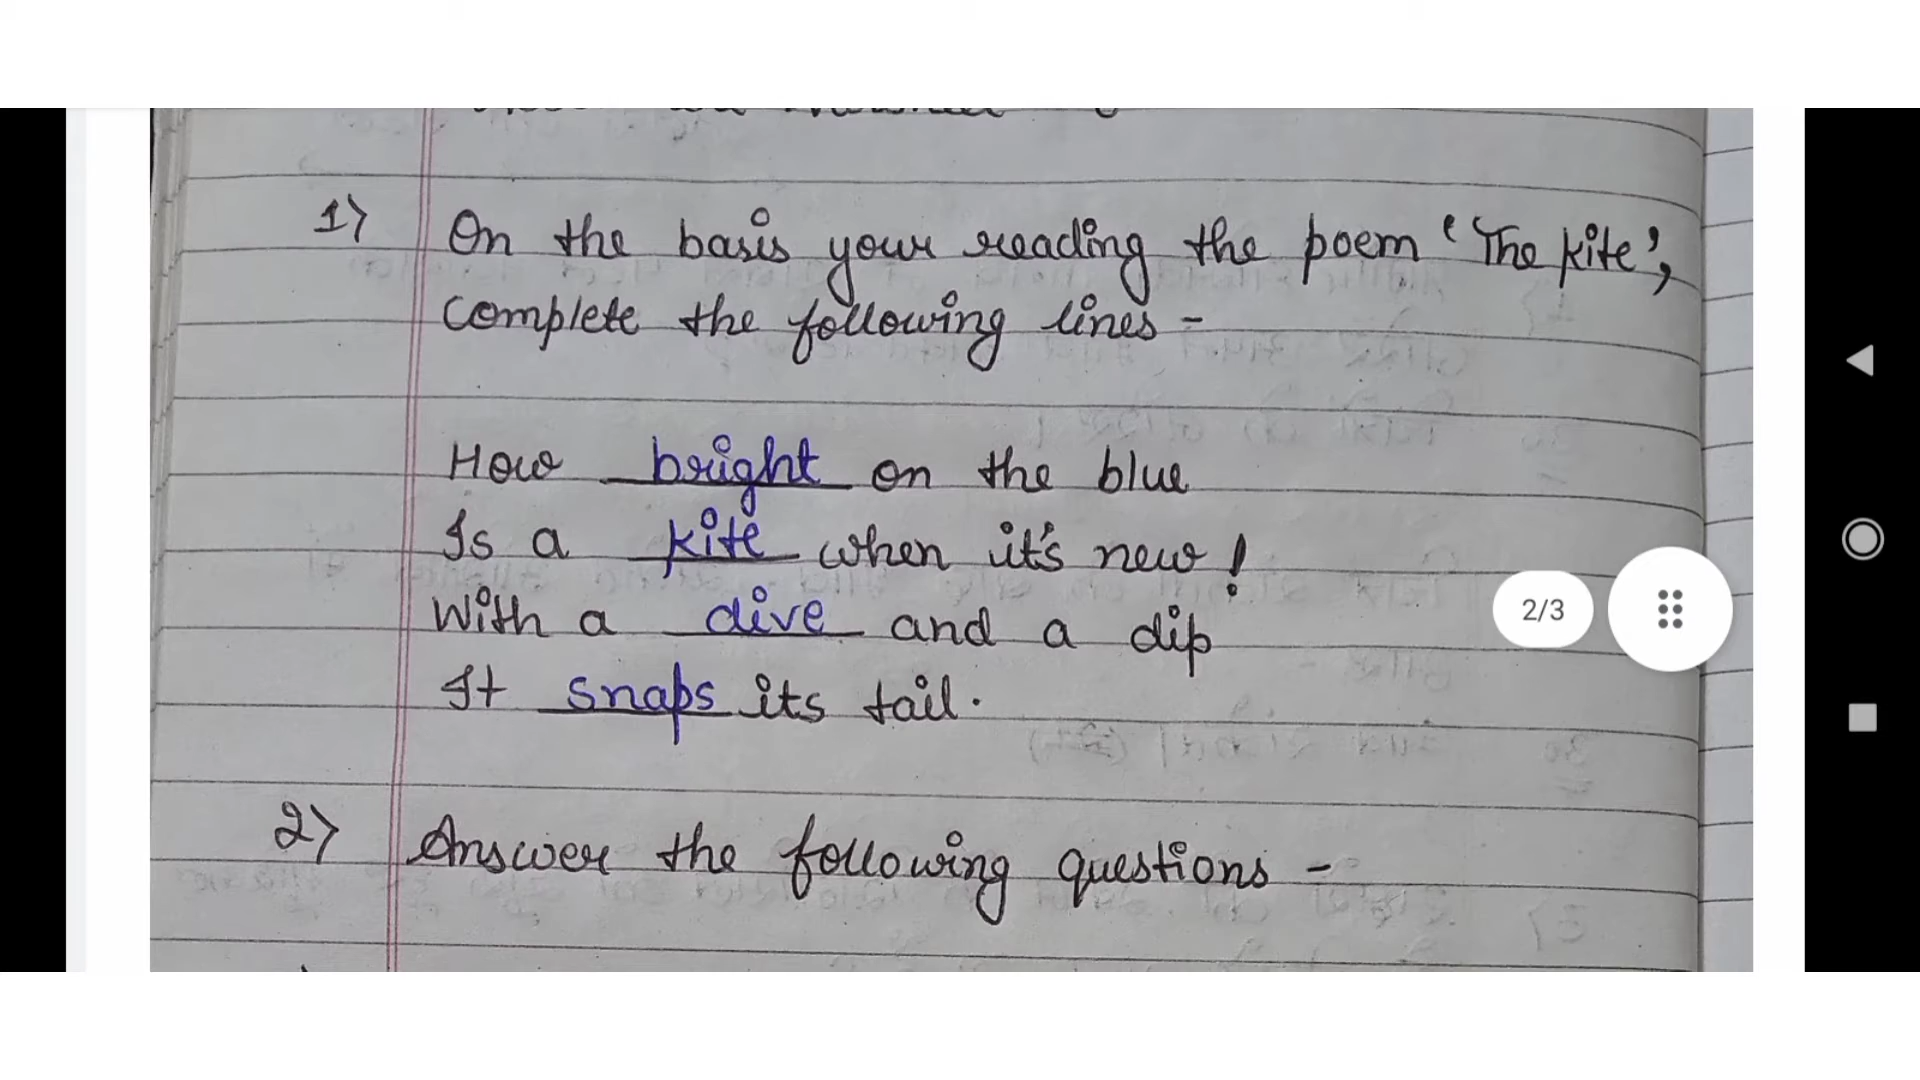 1) On the basis your reading the poem ‘The Kite’,
complete the following lines -
How bright on the blue
Is a kite when it's new!
With a dive and a dip
It snaps its tail.
2/3
2) Answer the following questions -